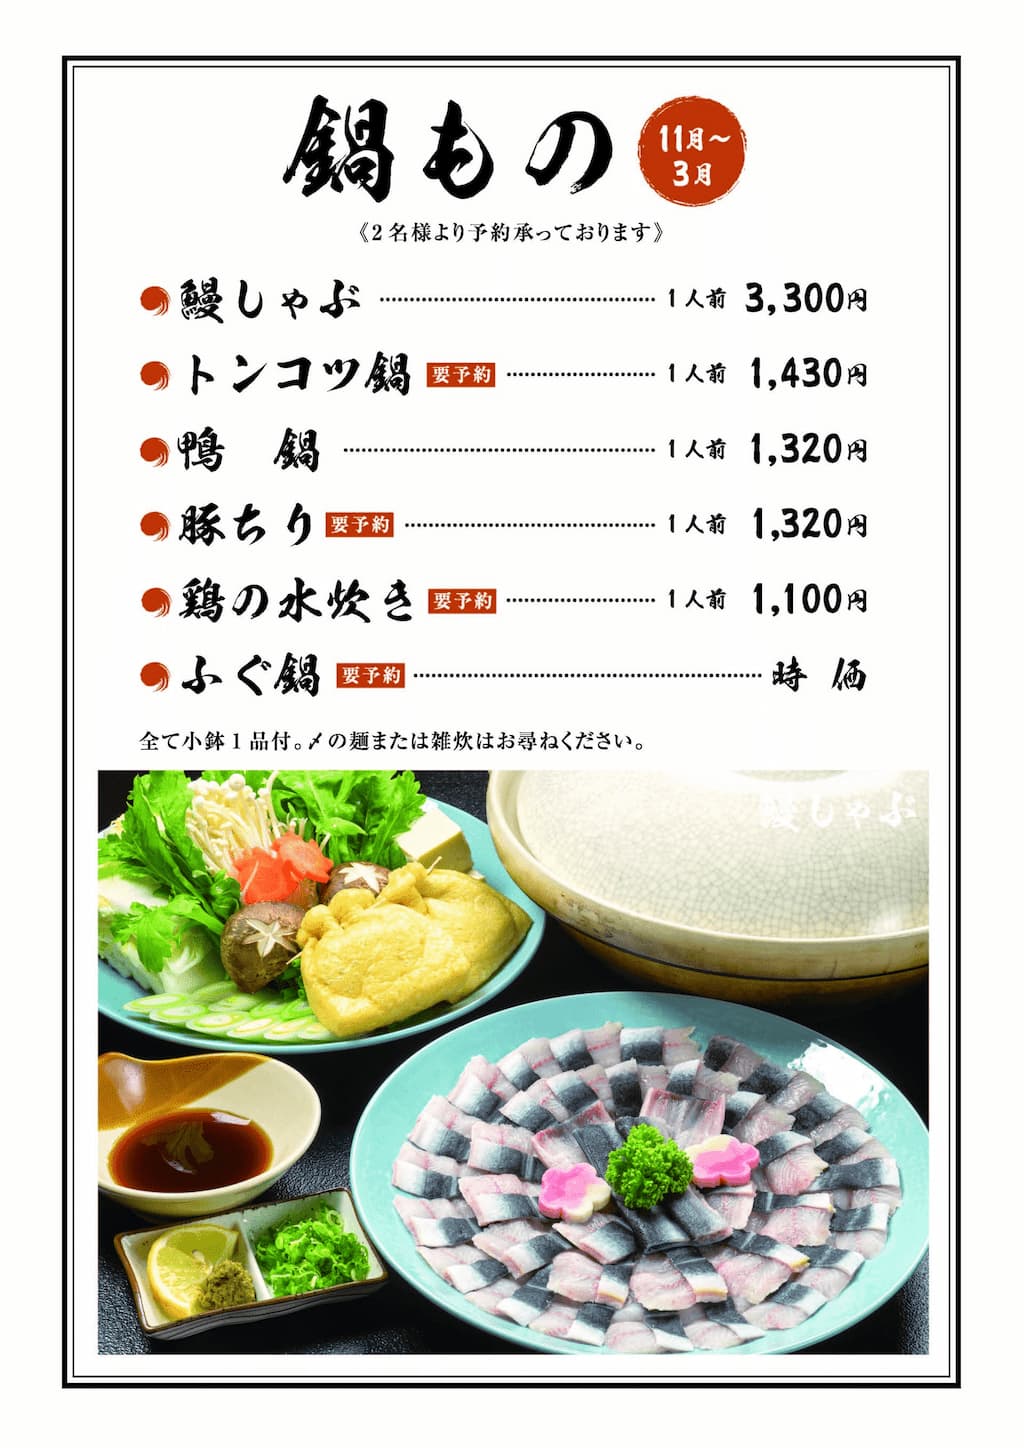 鍋もの
11月～
3月
《2名様より予約承っております》
鰻しゃぶ 1人前 3,300円
トンコツ鍋 要予約 1人前 1,430円
鴨 鍋 1人前 1,320円
豚ちり 要予約 1人前 1,320円
鶏の水炊き 要予約 1人前 1,100円
ふぐ鍋 要予約 時価
全て小鉢1品付。〆の麺または雑炊はお尋ねください。
鰻しゃぶ